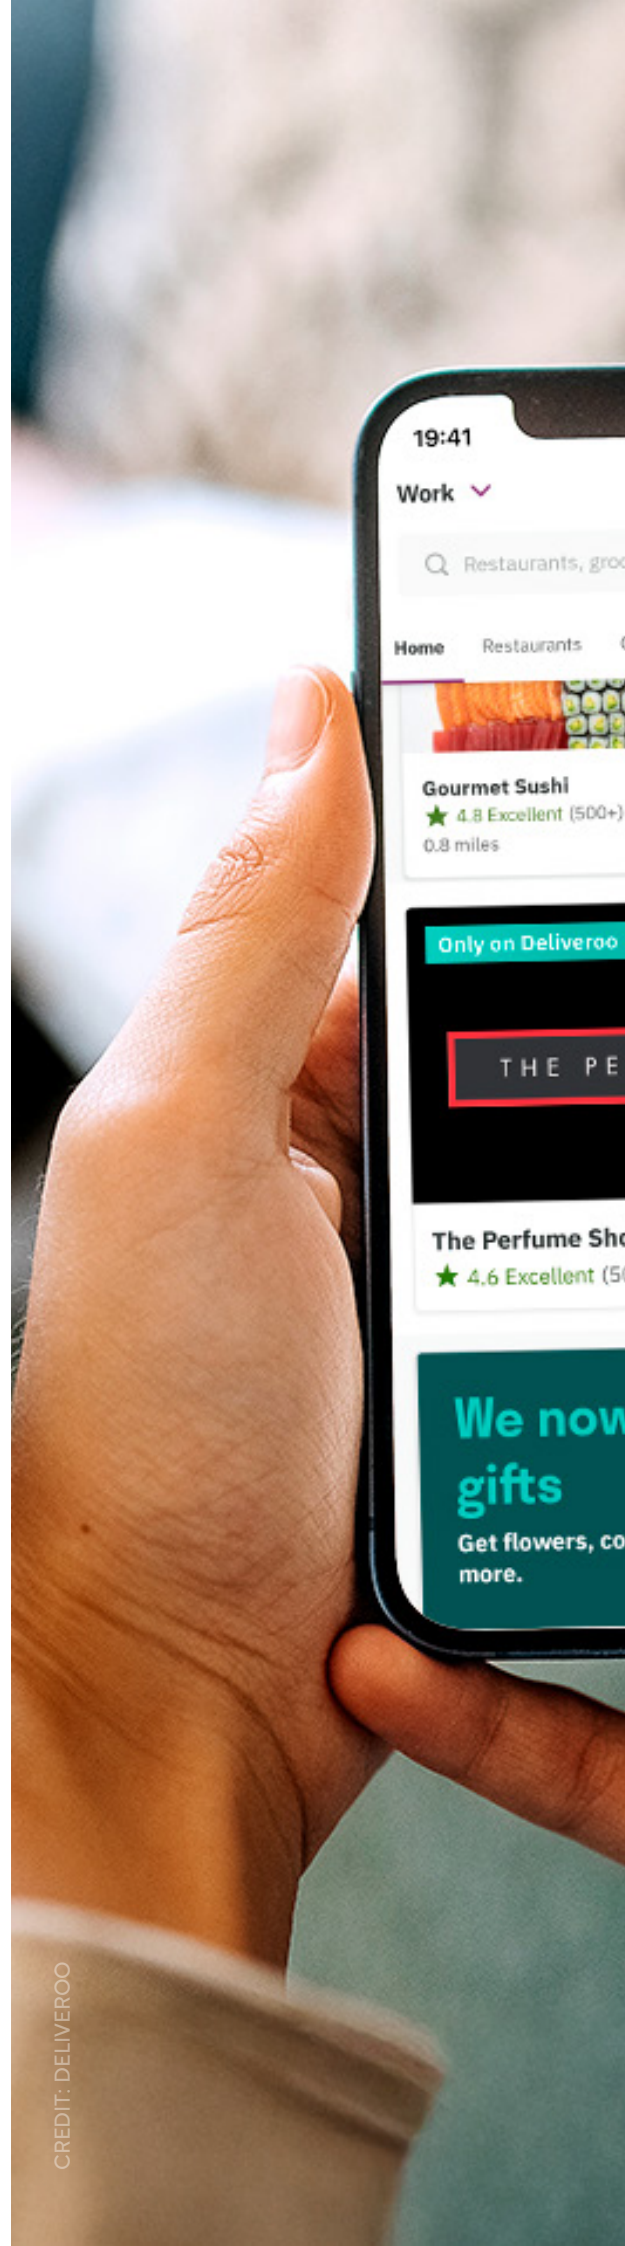 19:41
Work
Restaurants, groc
Home Restaurants
Gourmet Sushi
4.8 Excellent (500+)
0.8 miles
Only on Deliveroo
THE PE
The Perfume Sho
4.6 Excellent (50
We now
gifts
Get flowers, co
more.
CREDIT: DELIVEROO